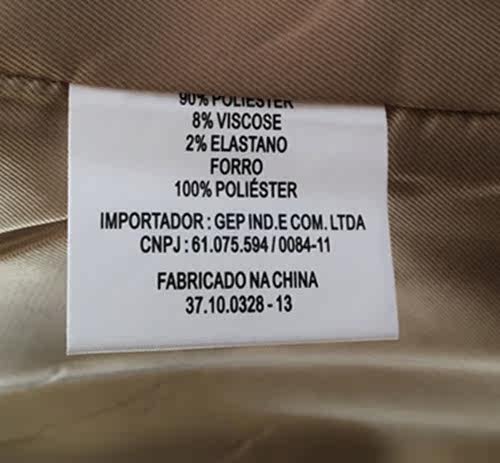 90% POLIÉSTER
8% VISCOSE
2% ELASTANO
FORRO
100% POLIÉSTER
IMPORTADOR : GEP IND.E COM. LTDA
CNPJ : 61.075.594 / 0084-11
FABRICADO NA CHINA
37.10.0328 - 13